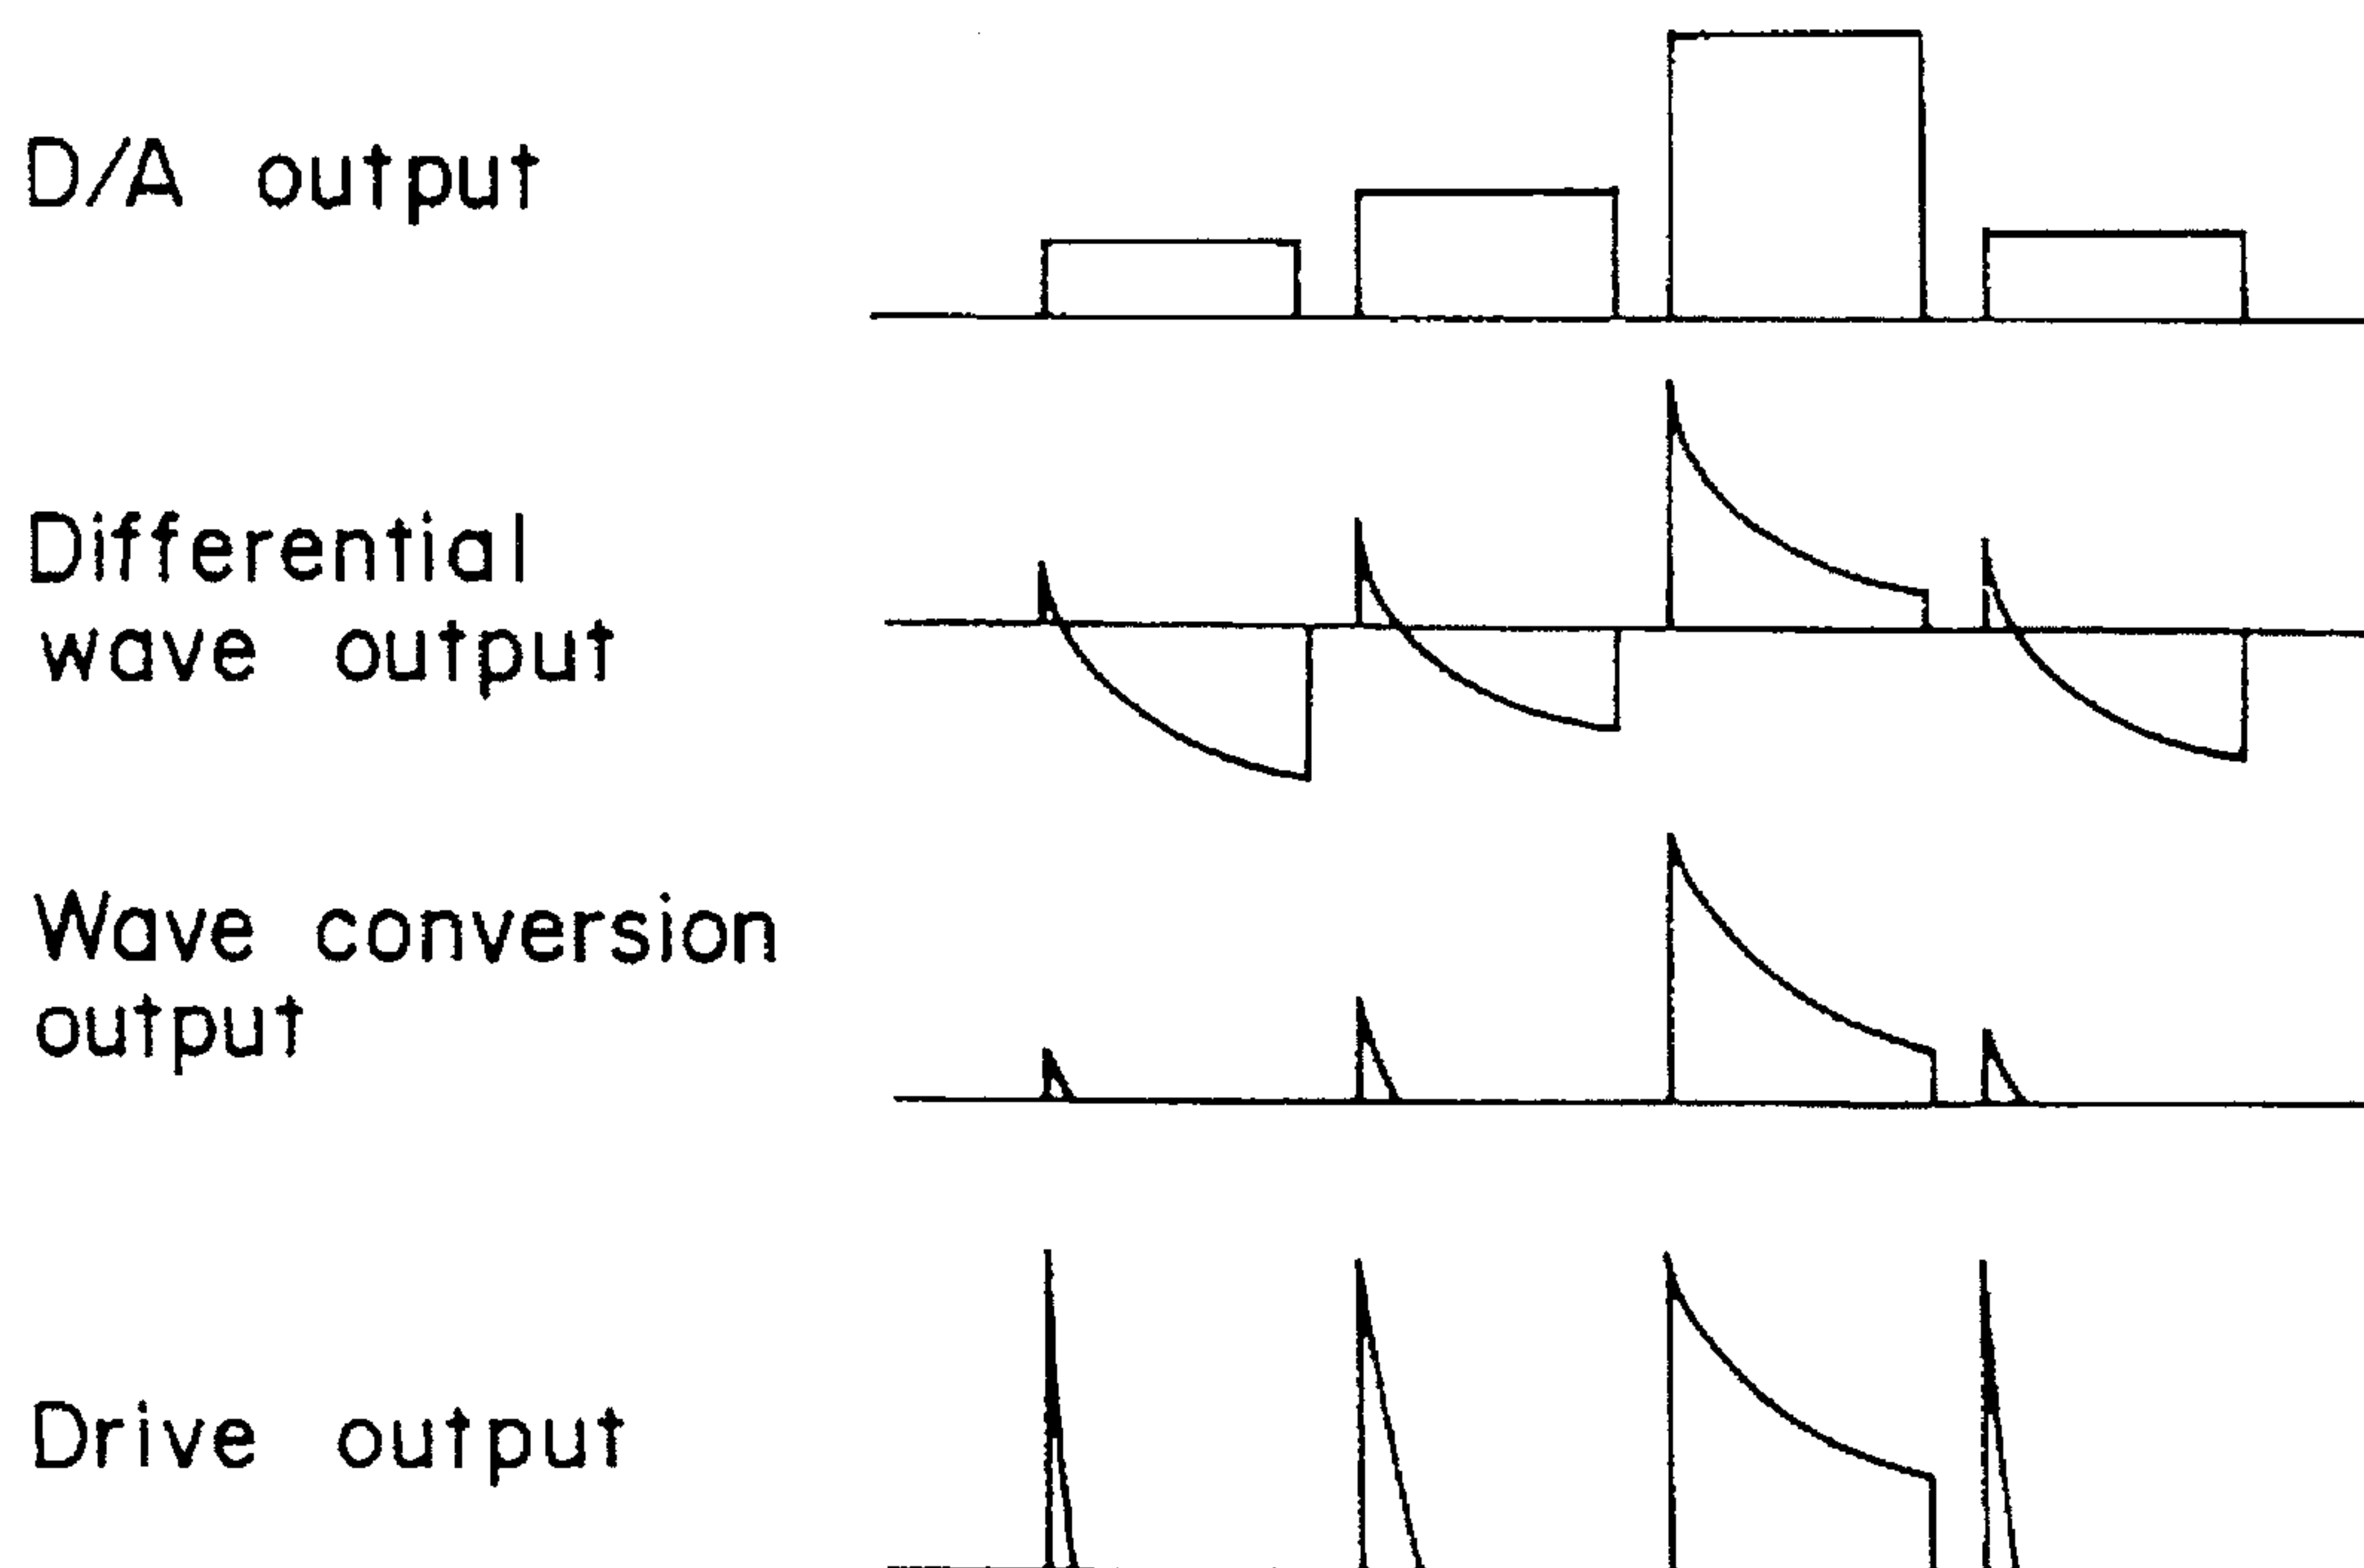 D/A output
Differential
wave output
Wave conversion
output
Drive output